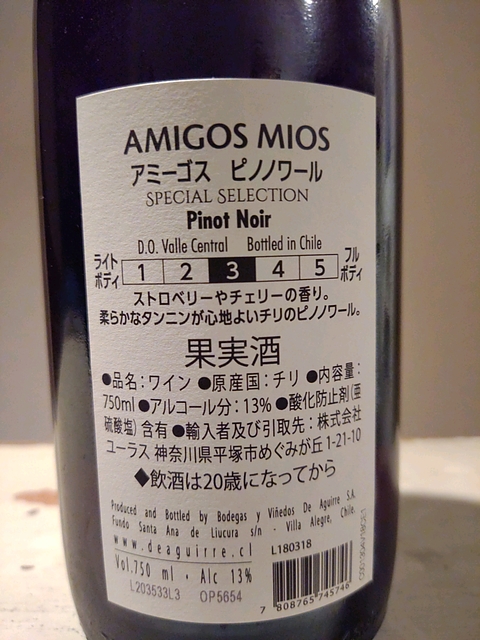 AMIGOS MIOS
アミーゴス ピノノワール
SPECIAL SELECTION
Pinot Noir
D.O. Valle Central Bottled in Chile
ライトボディ 1 2 3 4 5 フルボディ
ストロベリーやチェリーの香り。
柔らかなタンニンが心地よいチリのピノノワール。
果実酒
●品名：ワイン ●原産国：チリ ●内容量：
750ml ●アルコール分：13% ●酸化防止剤（亜
硫酸塩）含有 ●輸入者及び引取先：株式会社
ユーラス 神奈川県平塚市めぐみが丘 1-21-10
◆飲酒は20歳になってから
Produced and Bottled by Bodegas y Viñedos De Aguirre S.A.
Fundo Santa Ana de Liucura s/n - Villa Alegre, Chile.
www.deaguirre.cl
L180318
Vol.750 ml - Alc 13%
L203533L3 OP5654
7 808765 745746